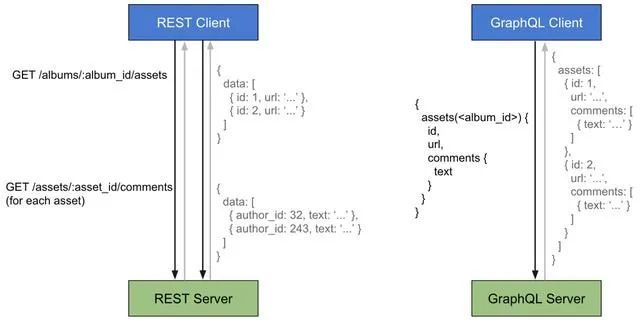 REST Client
GET /albums/:album_id/assets
{
data: [
{ id: 1, url: ‘...’ },
{ id: 2, url: ‘...’ }
]
}
GET /assets/:asset_id/comments
(for each asset)
{
data: [
{ author_id: 32, text: ‘...’ },
{ author_id: 243, text: ‘...’ }
]
}
REST Server
GraphQL Client
{
assets(<album_id>) {
id,
url,
comments {
text
}
}
}
{
assets: [
{ id: 1,
url: ‘...’,
comments: [
{ text: ‘...’ }
]
},
{ id: 2,
url: ‘...’,
comments: [
{ text: ‘...’ }
]
}
]
}
GraphQL Server